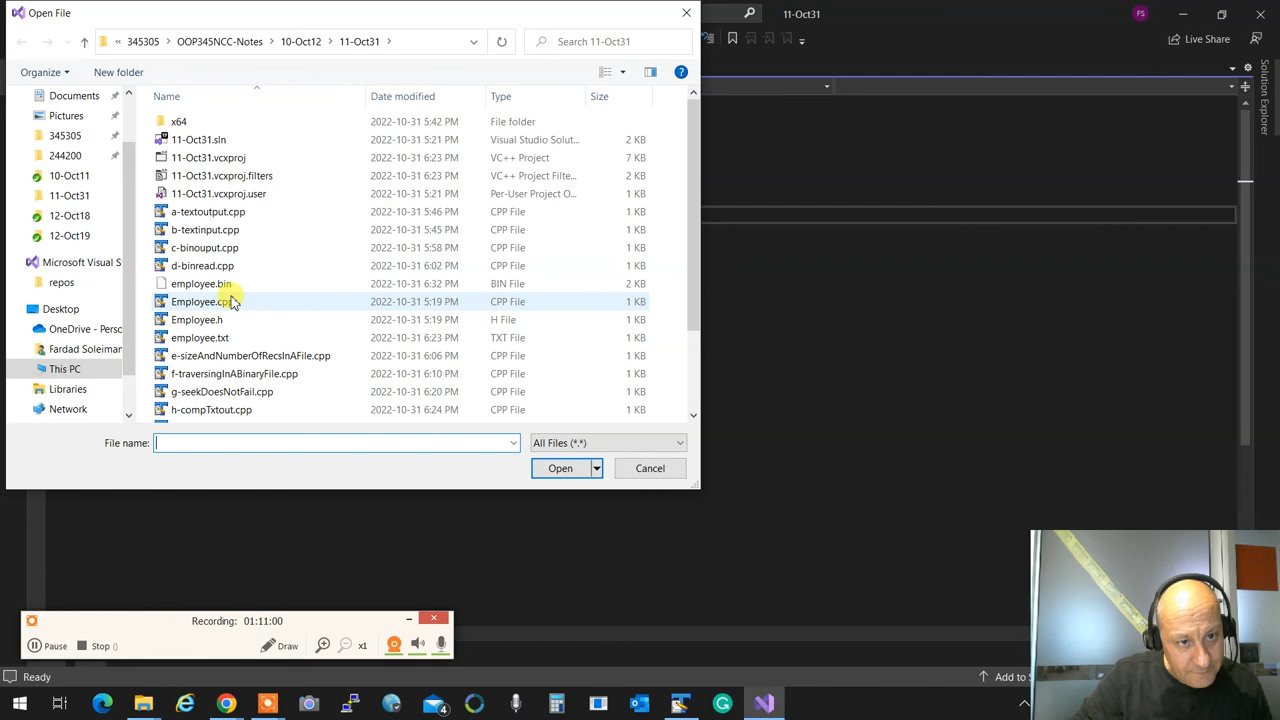 Open File
11-Oct31
FS
« 345305 > OOP345NCC-Notes > 10-Oct12 > 11-Oct31 >
Search 11-Oct31
Live Share
Organize
New folder
Name
Date modified
Type
Size
Documents
Pictures
345305
244200
10-Oct11
11-Oct31
12-Oct18
12-Oct19
Microsoft Visual S
repos
Desktop
OneDrive - Perso
Fardad Soleiman
This PC
Libraries
Network
x64 2022-10-31 5:42 PM File folder
11-Oct31.sln 2022-10-31 5:21 PM Visual Studio Solut... 2 KB
11-Oct31.vcxproj 2022-10-31 6:23 PM VC++ Project 7 KB
11-Oct31.vcxproj.filters 2022-10-31 6:23 PM VC++ Project Filte... 2 KB
11-Oct31.vcxproj.user 2022-10-31 5:21 PM Per-User Project O... 1 KB
a-textoutput.cpp 2022-10-31 5:46 PM CPP File 1 KB
b-textinput.cpp 2022-10-31 5:45 PM CPP File 1 KB
c-binouput.cpp 2022-10-31 5:58 PM CPP File 1 KB
d-binread.cpp 2022-10-31 6:02 PM CPP File 1 KB
employee.bin 2022-10-31 6:32 PM BIN File 2 KB
Employee.cpp 2022-10-31 5:19 PM CPP File 1 KB
Employee.h 2022-10-31 5:19 PM H File 1 KB
employee.txt 2022-10-31 6:23 PM TXT File 1 KB
e-sizeAndNumberOfRecsInAFile.cpp 2022-10-31 6:06 PM CPP File 1 KB
f-traversingInABinaryFile.cpp 2022-10-31 6:10 PM CPP File 1 KB
g-seekDoesNotFail.cpp 2022-10-31 6:20 PM CPP File 1 KB
h-compTxtout.cpp 2022-10-31 6:24 PM CPP File 1 KB
File name:
All Files (*.*)
Open
Cancel
Solution Explorer
Recording: 01:11:00
Pause
Stop ()
Draw
x1
Ready
Add to S
4